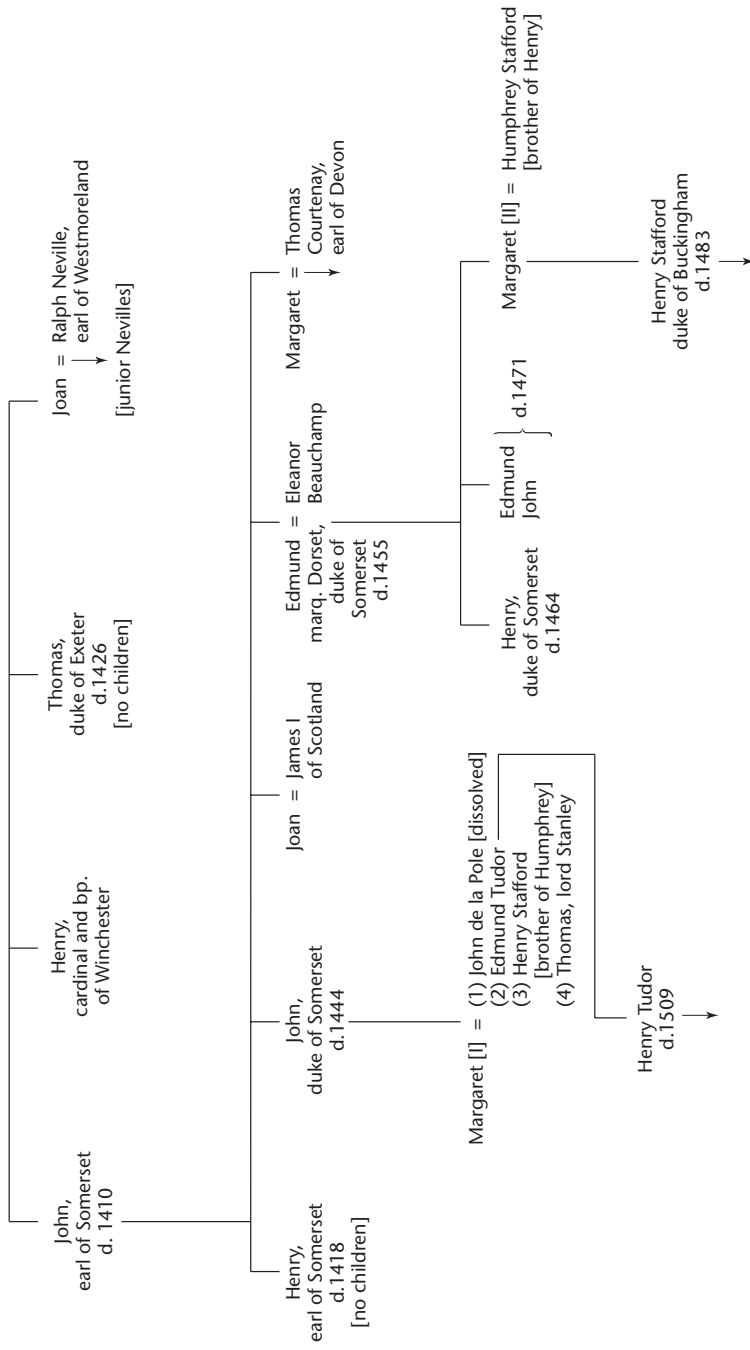 John,
earl of Somerset
d. 1410
Henry,
cardinal and bp.
of Winchester
Thomas,
duke of Exeter
d.1426
[no children]
Joan = Ralph Neville,
earl of Westmoreland
[junior Nevilles]
Henry,
earl of Somerset
d.1418
[no children]
John,
duke of Somerset
d.1444
Joan = James I
of Scotland
Edmund = Eleanor
marq. Dorset, Beauchamp
duke of
Somerset
d.1455
Margaret = Thomas
Courtenay,
earl of Devon
Margaret [I] = (1) John de la Pole [dissolved]
(2) Edmund Tudor
(3) Henry Stafford
[brother of Humphrey]
(4) Thomas, lord Stanley
Henry,
duke of Somerset
d.1464
Edmund
John
d.1471
Margaret [II] = Humphrey Stafford
[brother of Henry]
Henry Tudor
d.1509
Henry Stafford
duke of Buckingham
d.1483